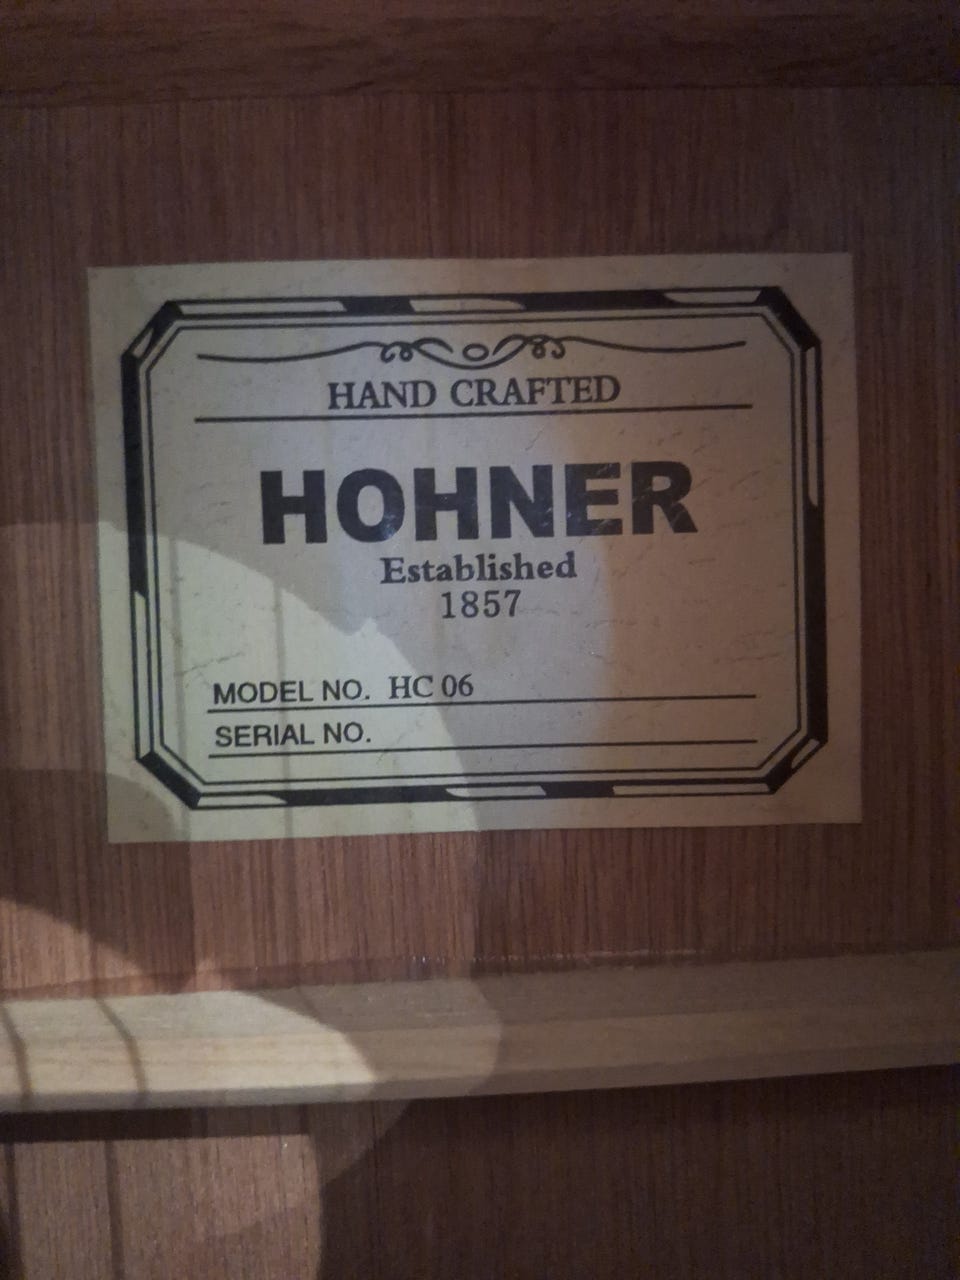 HAND CRAFTED
HOHNER
Established
1857
MODEL NO. HC 06
SERIAL NO.